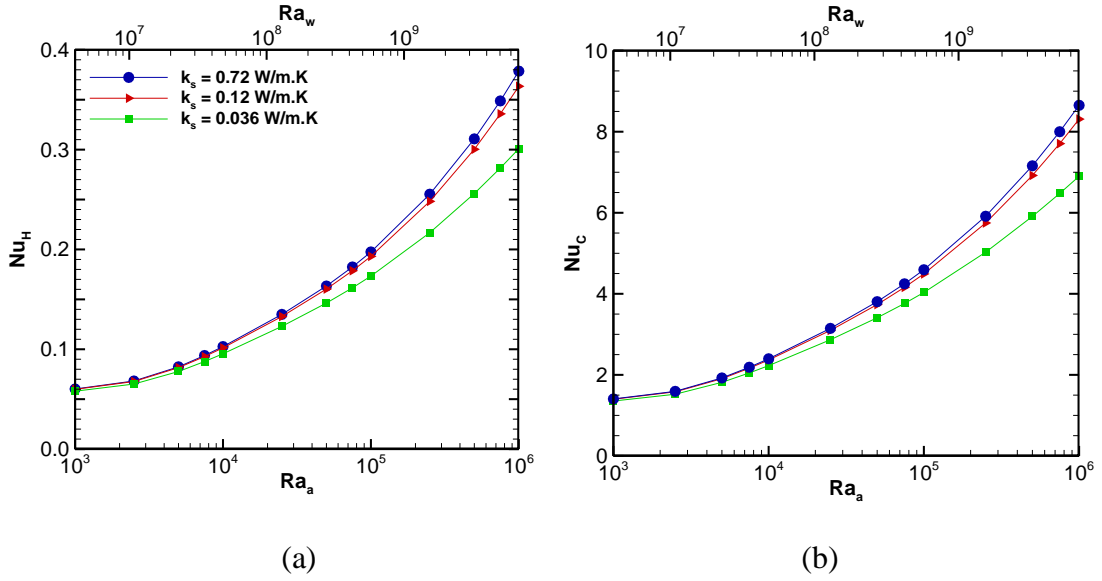 Ra_w
10^7 10^8 10^9
0.4
0.3
0.2
0.1
0.0
Nu_H
k_s = 0.72 W/m.K
k_s = 0.12 W/m.K
k_s = 0.036 W/m.K
10^3 10^4 10^5 10^6
Ra_a
(a)
Ra_w
10^7 10^8 10^9
10
8
6
4
2
0
Nu_C
10^3 10^4 10^5 10^6
Ra_a
(b)